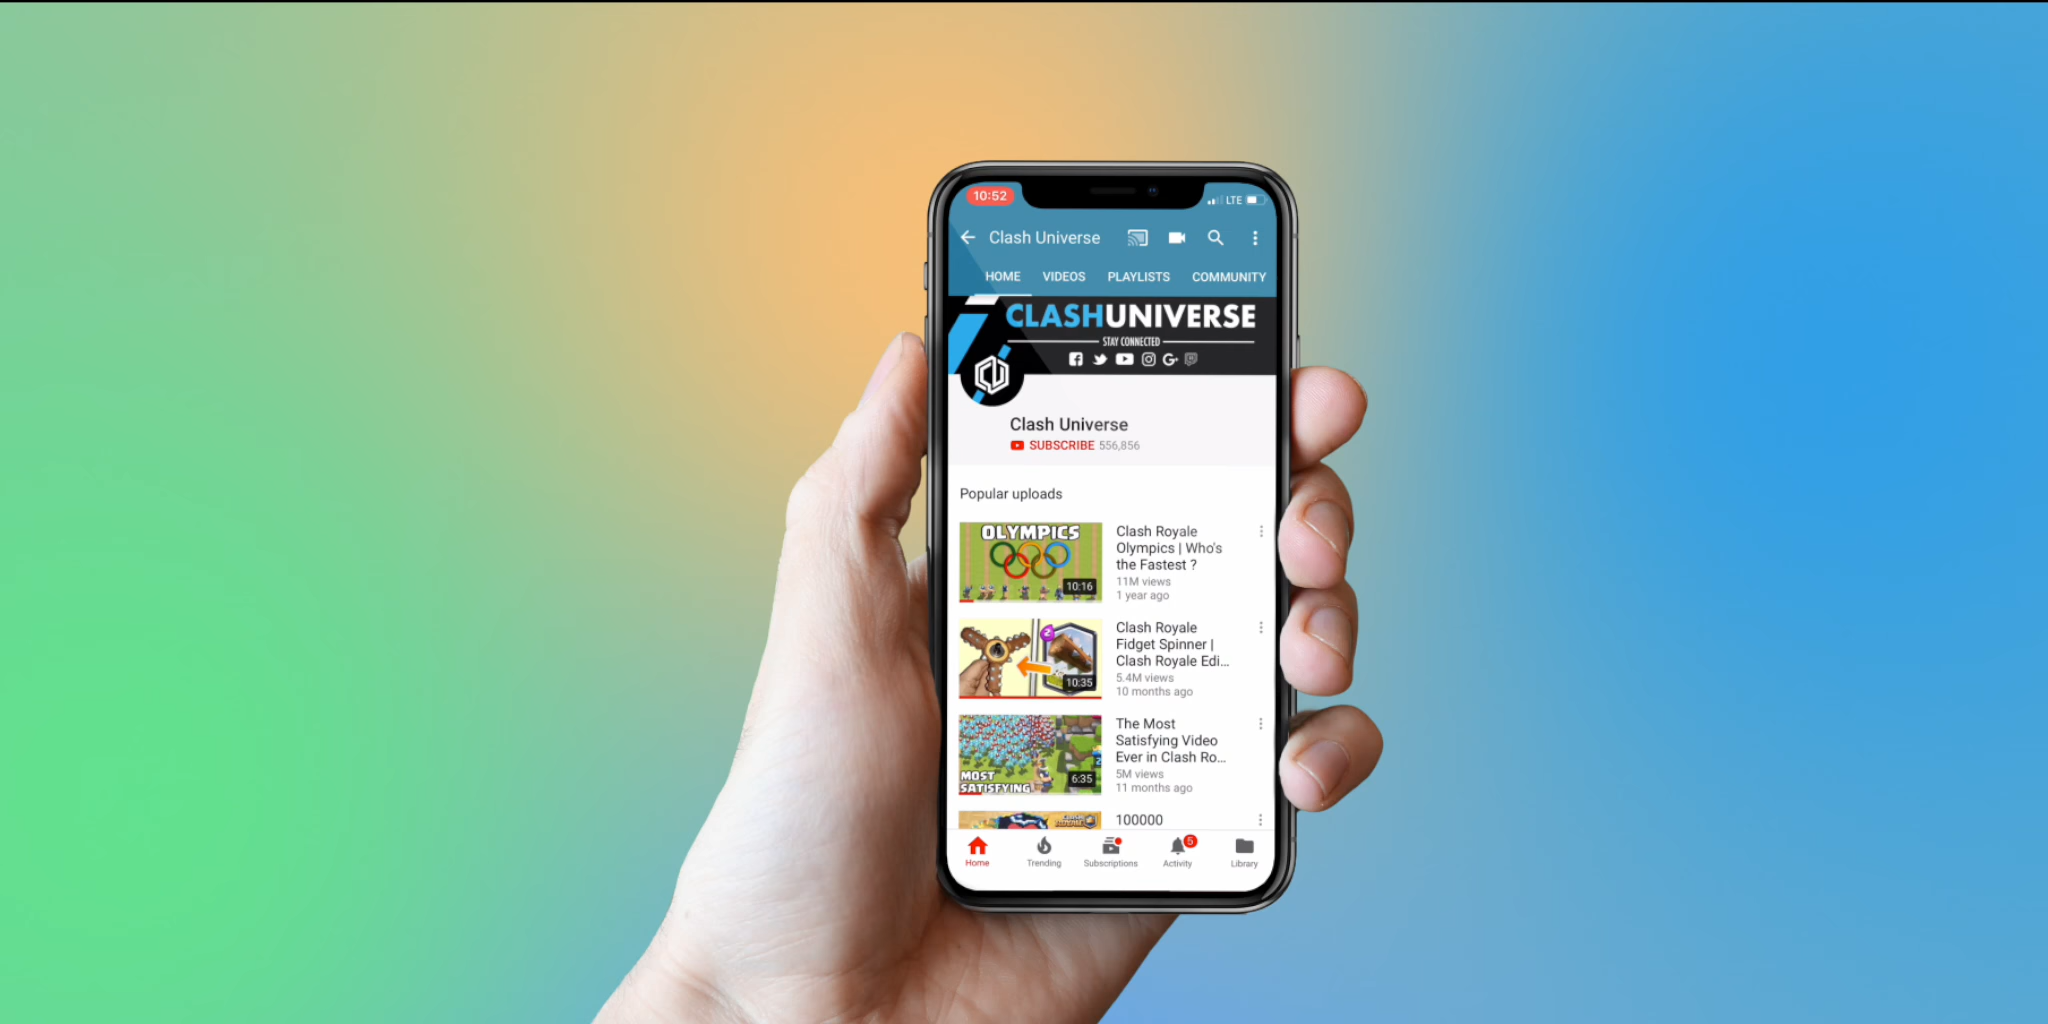 10:52
LTE
Clash Universe
HOME VIDEOS PLAYLISTS COMMUNITY
CLASHUNIVERSE
STAY CONNECTED
Clash Universe
SUBSCRIBE 556,856
Popular uploads
OLYMPICS
10:16
Clash Royale
Olympics | Who's
the Fastest ?
11M views
1 year ago
2
10:35
Clash Royale
Fidget Spinner |
Clash Royale Edi...
5.4M views
10 months ago
MOST
SATISFYING
6:35
The Most
Satisfying Video
Ever in Clash Ro...
5M views
11 months ago
100000
5
Home Trending Subscriptions Activity Library